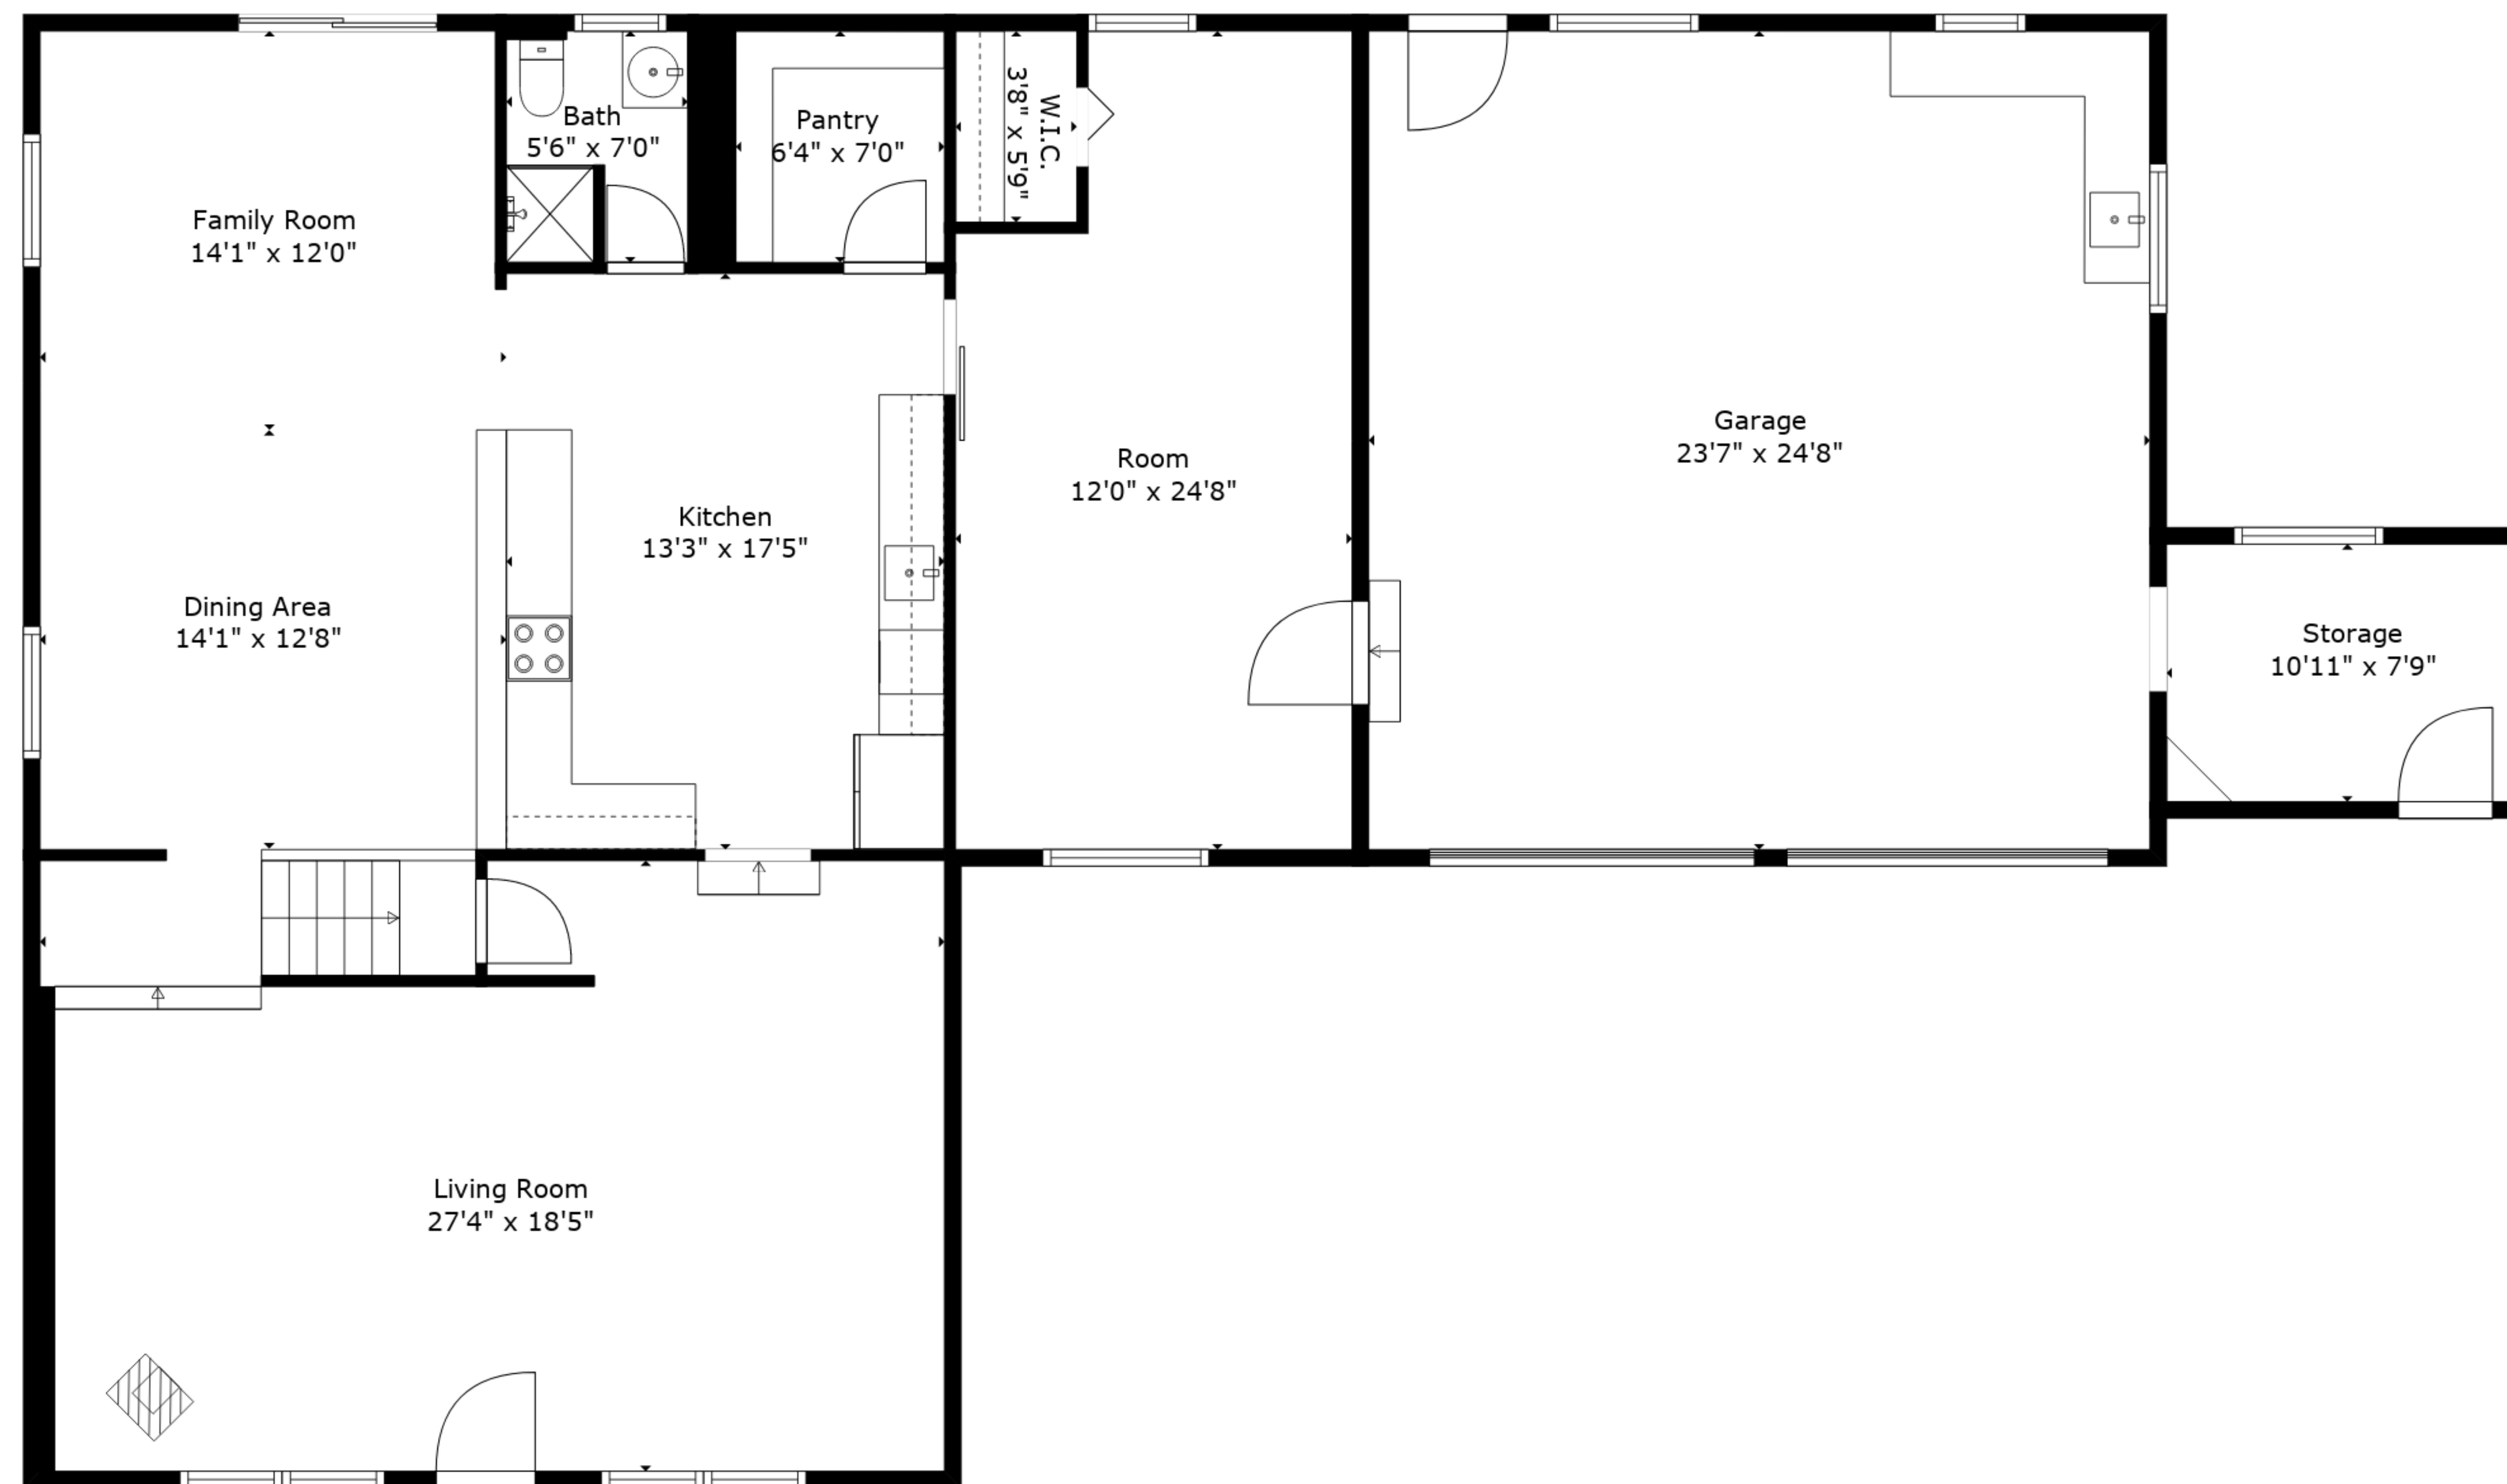 Bath
5'6" x 7'0"
Pantry
6'4" x 7'0"
W.I.C.
3'8" x 5'9"
Family Room
14'1" x 12'0"
Garage
23'7" x 24'8"
Room
12'0" x 24'8"
Kitchen
13'3" x 17'5"
Dining Area
14'1" x 12'8"
Storage
10'11" x 7'9"
Living Room
27'4" x 18'5"